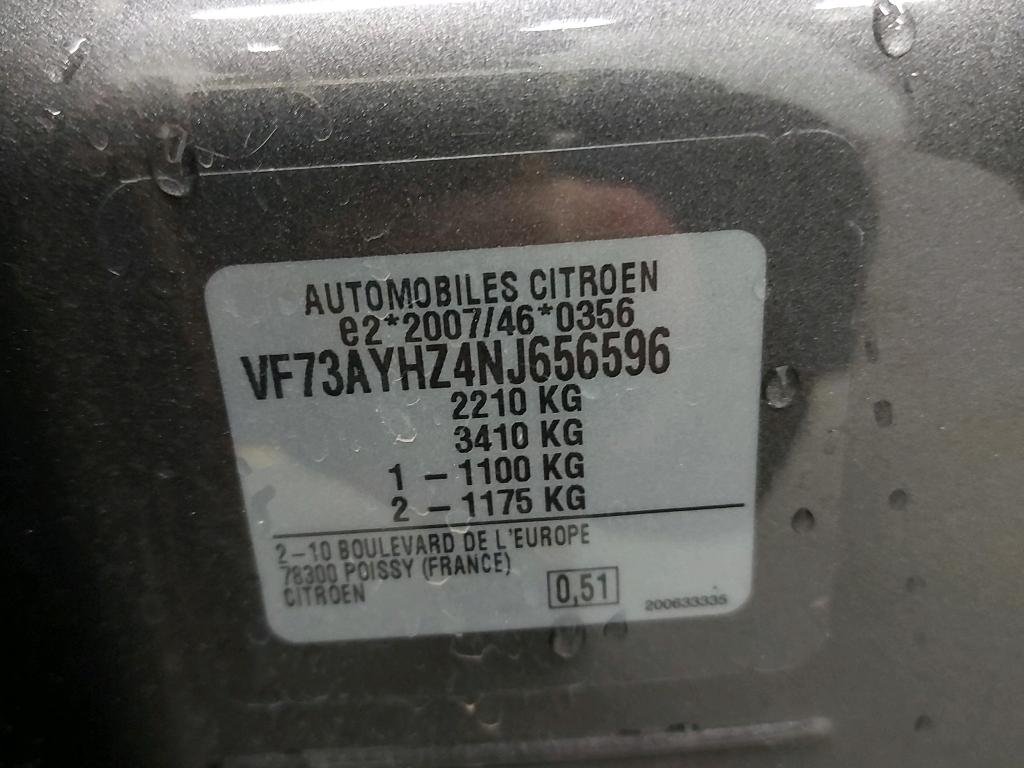 AUTOMOBILES CITROEN
e2*2007/46*0356
VF73AYHZ4NJ656596
2210 KG
3410 KG
1 – 1100 KG
2 – 1175 KG
2–10 BOULEVARD DE L'EUROPE
78300 POISSY (FRANCE)
CITROEN
0,51
200633335